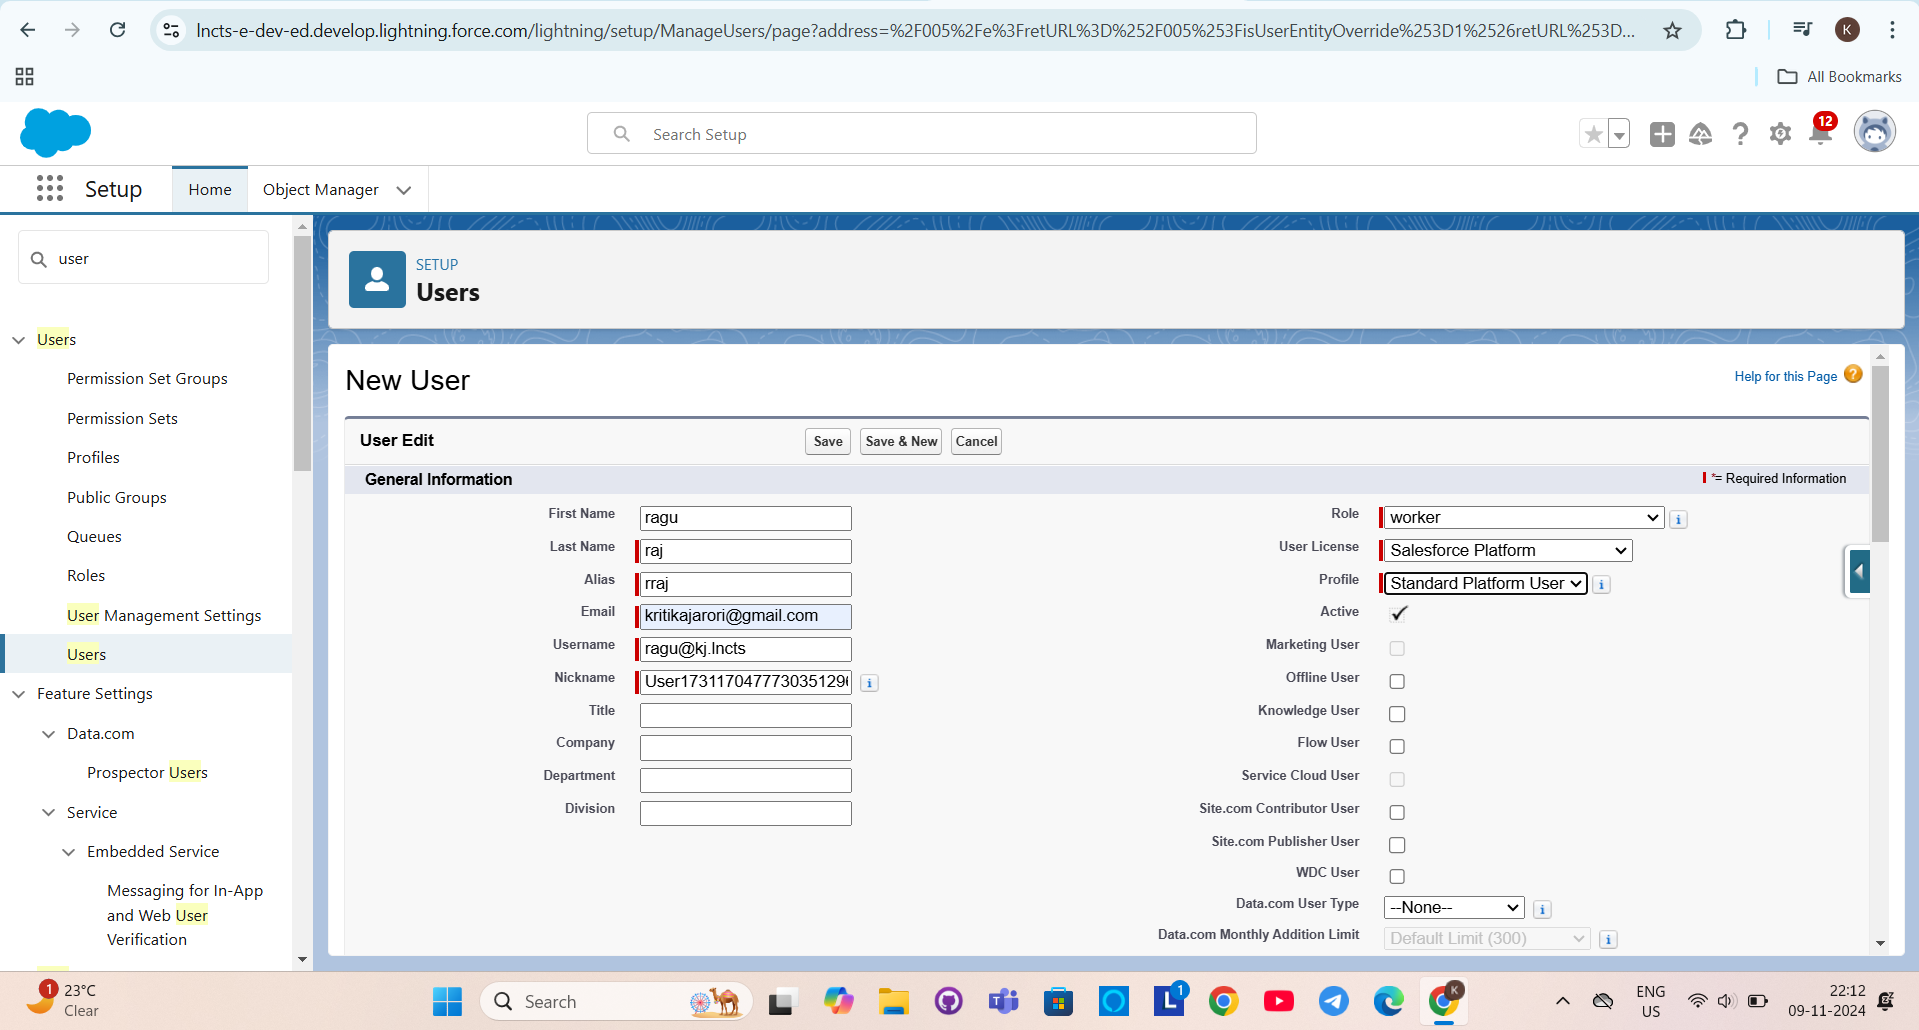 lncts-e-dev-ed.develop.lightning.force.com/lightning/setup/ManageUsers/page?address=%2F005%2Fe%3FretURL%3D%252F005%253FisUserEntityOverride%253D1%2526retURL%253D...
K
All Bookmarks
Search Setup
12
Setup
Home
Object Manager
user
Users
Permission Set Groups
Permission Sets
Profiles
Public Groups
Queues
Roles
User Management Settings
Users
Feature Settings
Data.com
Prospector Users
Service
Embedded Service
Messaging for In-App
and Web User
Verification
SETUP
Users
New User
Help for this Page ?
User Edit
Save
Save & New
Cancel
General Information
*= Required Information
First Name ragu
Last Name raj
Alias rraj
Email kritikajarori@gmail.com
Username ragu@kj.lncts
Nickname User17311704777303512​96
Title
Company
Department
Division
Role worker
User License Salesforce Platform
Profile Standard Platform User
Active
Marketing User
Offline User
Knowledge User
Flow User
Service Cloud User
Site.com Contributor User
Site.com Publisher User
WDC User
Data.com User Type --None--
Data.com Monthly Addition Limit Default Limit (300)
1
23°C
Clear
Search
L
1
K
ENG
US
22:12
09-11-2024